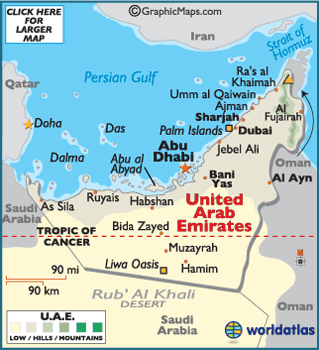 ©GraphicMaps.com
CLICK HERE
FOR
LARGER
MAP
Iran
Strait of
Hormuz
Persian Gulf
Ra's al
Khaimah
Umm al Qaiwain
Ajman
Qatar
Sharjah
Al
Fujairah
Doha
Das
Palm Islands
Dubai
Jebel Ali
Dalma
Abu al
Abyad
Abu
Dhabi
Oman
Bani
Yas
Al Ayn
Ruyais
Habshan
As Sila
United
Arab
Emirates
Saudi
Arabia
Bida Zayed
TROPIC OF
CANCER
Muzayrah
Liwa Oasis
Hamim
90 mi
90 km
Rub' Al Khali
DESERT
Oman
Saudi
Arabia
U.A.E.
LOW / HILLS / MOUNTAINS
worldatlas